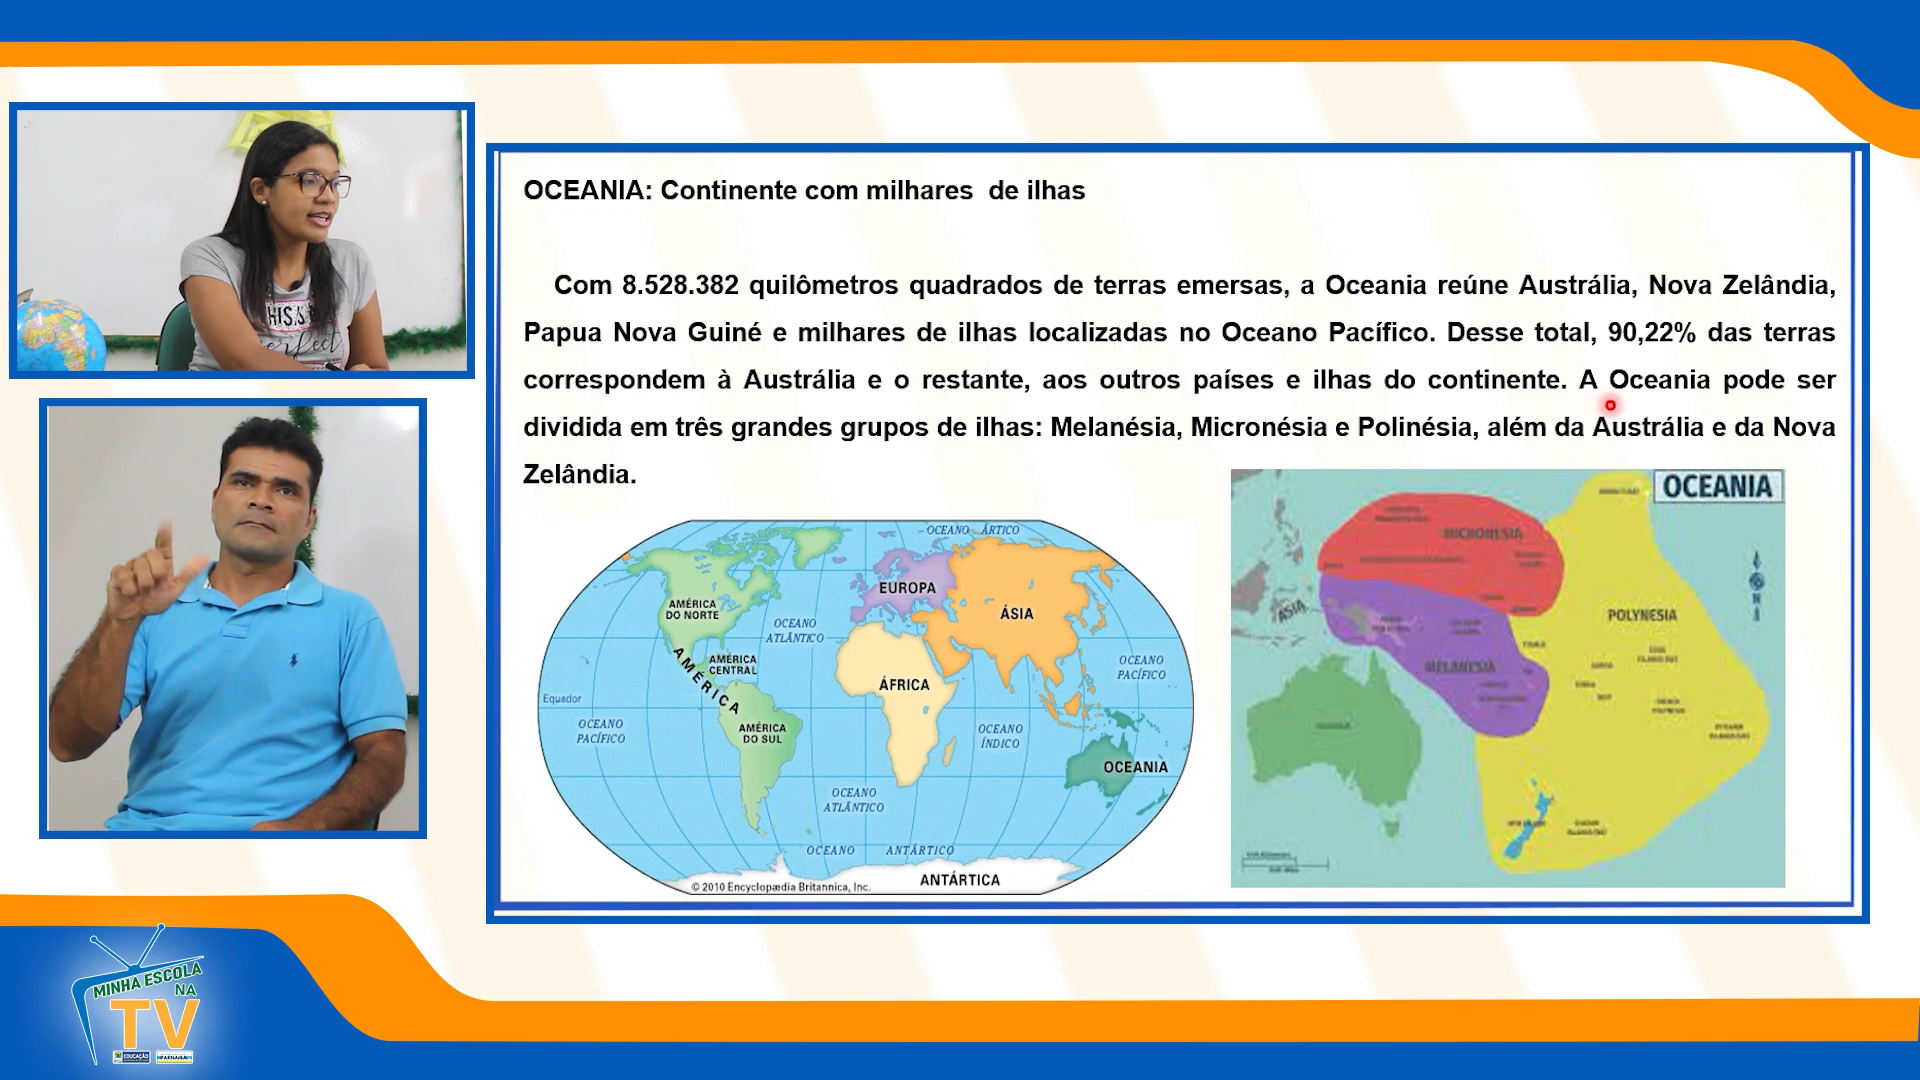 OCEANIA: Continente com milhares de ilhas
Com 8.528.382 quilômetros quadrados de terras emersas, a Oceania reúne Austrália, Nova Zelândia,
Papua Nova Guiné e milhares de ilhas localizadas no Oceano Pacífico. Desse total, 90,22% das terras
correspondem à Austrália e o restante, aos outros países e ilhas do continente. A Oceania pode ser
dividida em três grandes grupos de ilhas: Melanésia, Micronésia e Polinésia, além da Austrália e da Nova
Zelândia.
OCEANO ÁRTICO
EUROPA
ÁSIA
AMÉRICA
DO NORTE
OCEANO
ATLÂNTICO
AMÉRICA
CENTRAL
AMÉRICA
OCEANO
PACÍFICO
ÁFRICA
Equador
OCEANO
PACÍFICO
AMÉRICA
DO SUL
OCEANO
ÍNDICO
OCEANIA
OCEANO
ATLÂNTICO
OCEANO ANTÁRTICO
ANTÁRTICA
© 2010 Encyclopædia Britannica, Inc.
OCEANIA
MICRONESIA
ASIA
POLYNESIA
MELANESIA
MINHA ESCOLA
NA
TV
EDUCAÇÃO
PARNAÍBA